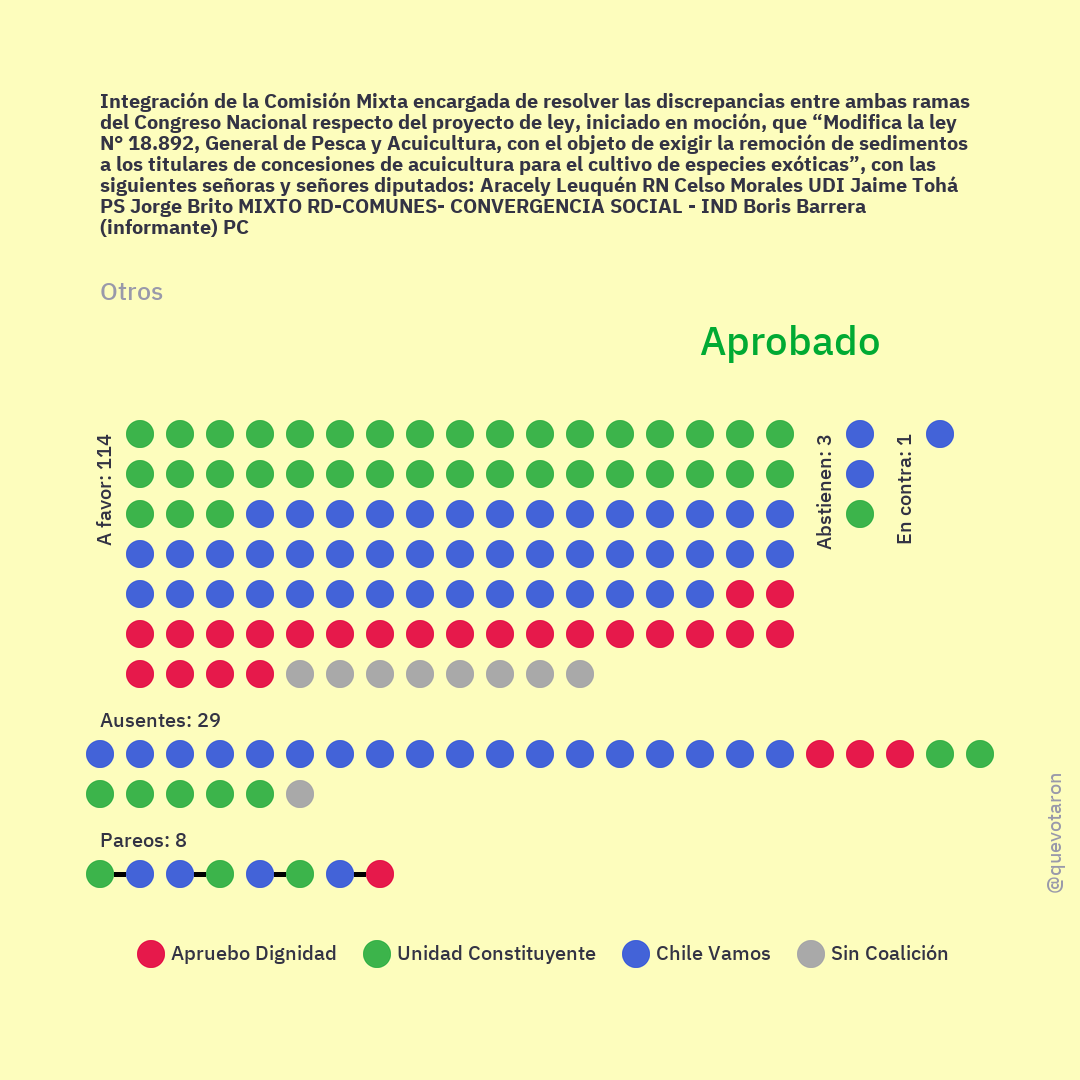 Integración de la Comisión Mixta encargada de resolver las discrepancias entre ambas ramas
del Congreso Nacional respecto del proyecto de ley, iniciado en moción, que “Modifica la ley
N° 18.892, General de Pesca y Acuicultura, con el objeto de exigir la remoción de sedimentos
a los titulares de concesiones de acuicultura para el cultivo de especies exóticas”, con las
siguientes señoras y señores diputados: Aracely Leuquén RN Celso Morales UDI Jaime Tohá
PS Jorge Brito MIXTO RD-COMUNES- CONVERGENCIA SOCIAL - IND Boris Barrera
(informante) PC
Otros
Aprobado
A favor: 114
Abstienen: 3
En contra: 1
Ausentes: 29
Pareos: 8
@quevotaron
Apruebo Dignidad
Unidad Constituyente
Chile Vamos
Sin Coalición